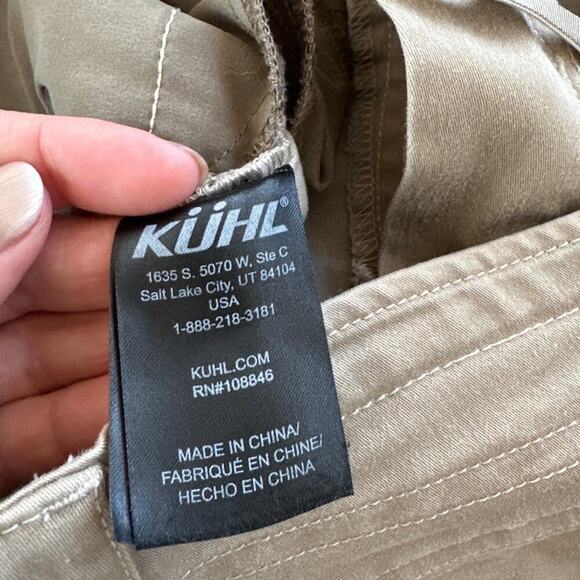 KÜHL®
1635 S. 5070 W. Ste C
Salt Lake City, UT 84104
USA
1-888-218-3181
KUHL.COM
RN#108846
MADE IN CHINA/
FABRIQUÉ EN CHINE/
HECHO EN CHINA